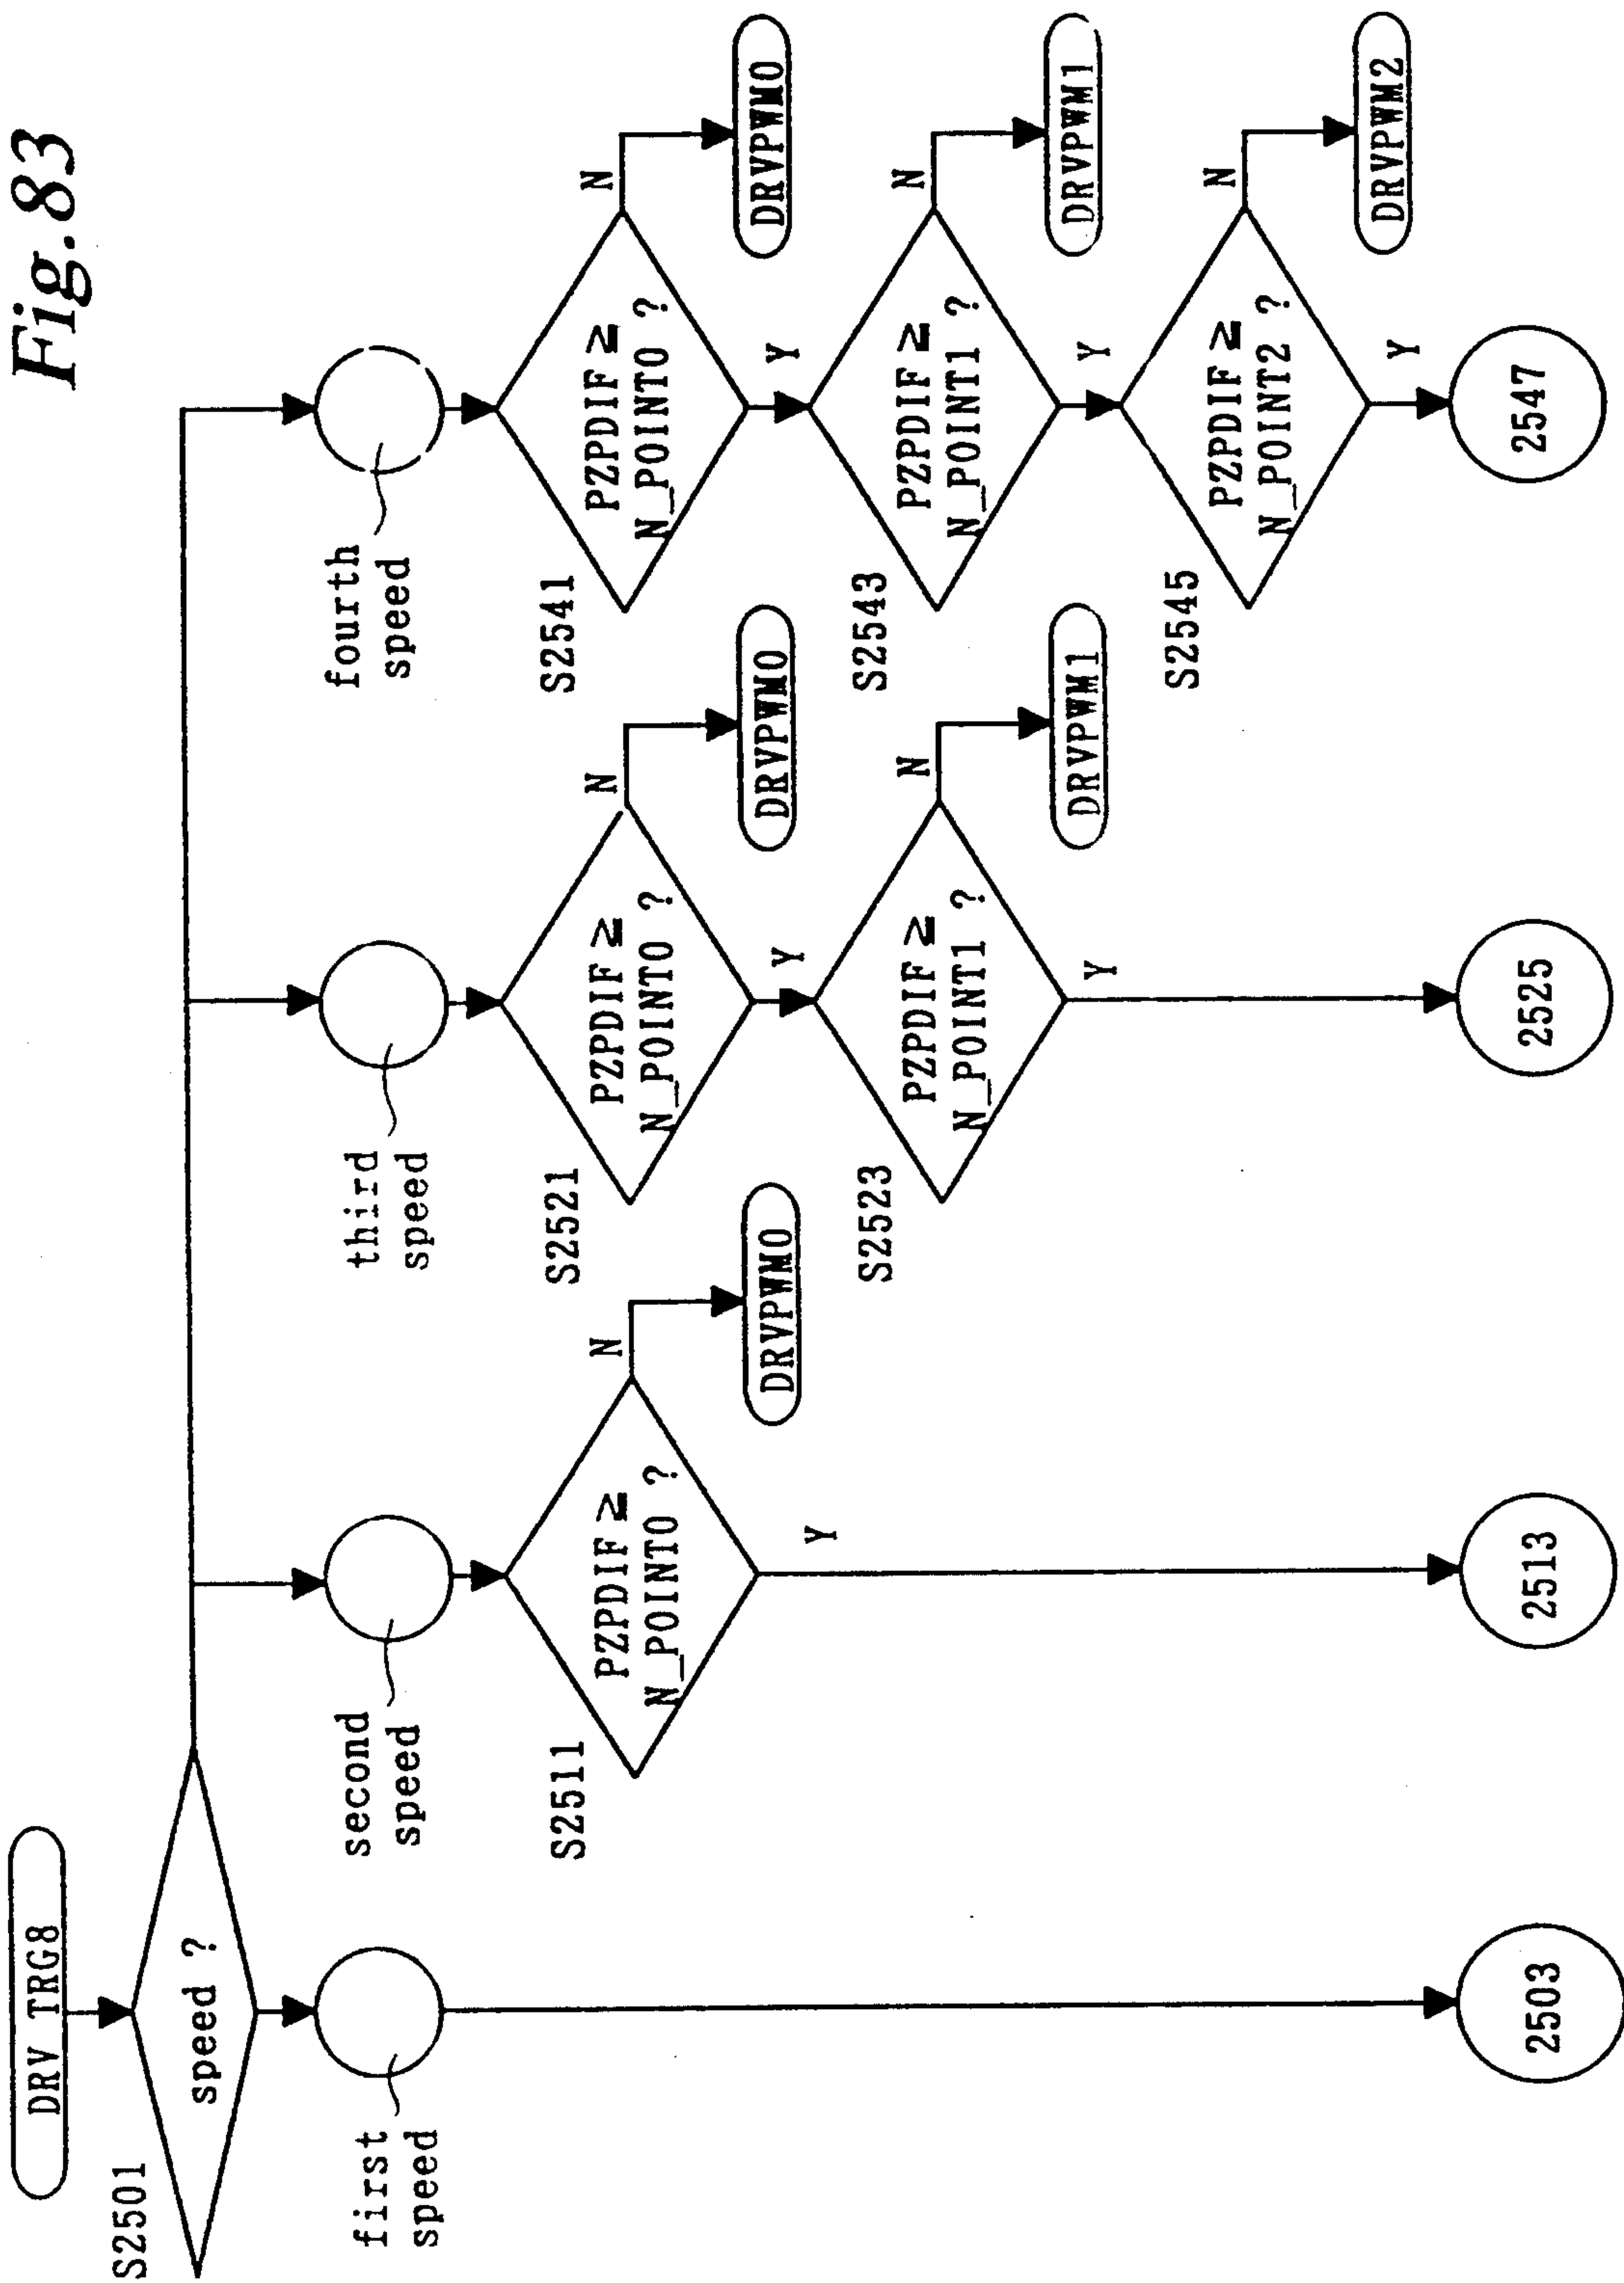 Fig.83
DRV TRG8
S2501
speed ?
first
speed
second
speed
third
speed
fourth
speed
S2511
PZPDIF ≧
N_POINT0 ?
N
DRVPWM0
Y
S2521
PZPDIF ≧
N_POINT0 ?
N
DRVPWM0
Y
S2523
PZPDIF ≧
N_POINT1 ?
N
DRVPWM1
Y
S2541
PZPDIF ≧
N_POINT0 ?
N
DRVPWM0
Y
S2543
PZPDIF ≧
N_POINT1 ?
N
DRVPWM1
Y
S2545
PZPDIF ≧
N_POINT2 ?
N
DRVPWM2
Y
2503
2513
2525
2547